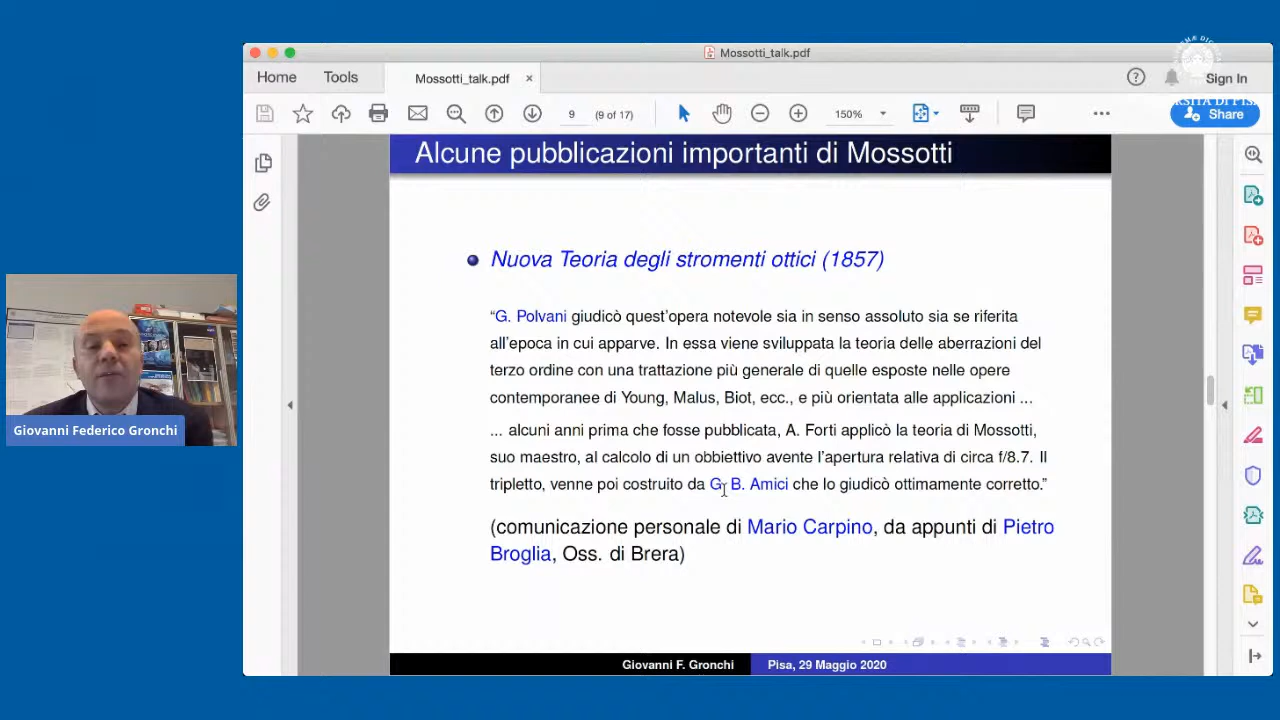 Mossotti_talk.pdf
Home
Tools
Mossotti_talk.pdf ×
Sign In
9 (9 of 17)
150%
Share
Alcune pubblicazioni importanti di Mossotti
Nuova Teoria degli stromenti ottici (1857)
“G. Polvani giudicò quest’opera notevole sia in senso assoluto sia se riferita
all’epoca in cui apparve. In essa viene sviluppata la teoria delle aberrazioni del
terzo ordine con una trattazione più generale di quelle esposte nelle opere
contemporanee di Young, Malus, Biot, ecc., e più orientata alle applicazioni ...
... alcuni anni prima che fosse pubblicata, A. Forti applicò la teoria di Mossotti,
suo maestro, al calcolo di un obbiettivo avente l’apertura relativa di circa f/8.7. Il
tripletto, venne poi costruito da G. B. Amici che lo giudicò ottimamente corretto.”
(comunicazione personale di Mario Carpino, da appunti di Pietro
Broglia, Oss. di Brera)
Giovanni F. Gronchi
Pisa, 29 Maggio 2020
Giovanni Federico Gronchi